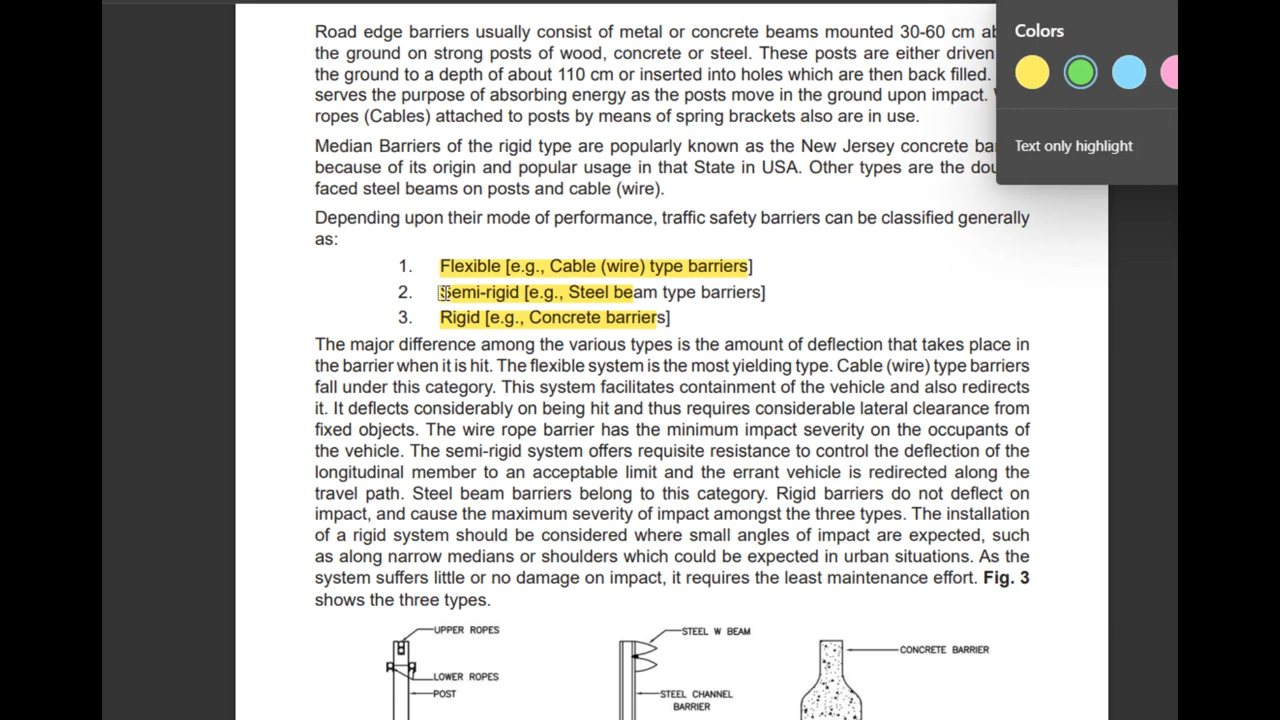 Road edge barriers usually consist of metal or concrete beams mounted 30-60 cm
the ground on strong posts of wood, concrete or steel. These posts are either driven
the ground to a depth of about 110 cm or inserted into holes which are then back filled.
serves the purpose of absorbing energy as the posts move in the ground upon impact.
ropes (Cables) attached to posts by means of spring brackets also are in use.
Median Barriers of the rigid type are popularly known as the New Jersey concrete
because of its origin and popular usage in that State in USA. Other types are the
faced steel beams on posts and cable (wire).
Depending upon their mode of performance, traffic safety barriers can be classified generally
as:
1. Flexible [e.g., Cable (wire) type barriers]
2. Semi-rigid [e.g., Steel beam type barriers]
3. Rigid [e.g., Concrete barriers]
The major difference among the various types is the amount of deflection that takes place in
the barrier when it is hit. The flexible system is the most yielding type. Cable (wire) type barriers
fall under this category. This system facilitates containment of the vehicle and also redirects
it. It deflects considerably on being hit and thus requires considerable lateral clearance from
fixed objects. The wire rope barrier has the minimum impact severity on the occupants of
the vehicle. The semi-rigid system offers requisite resistance to control the deflection of the
longitudinal member to an acceptable limit and the errant vehicle is redirected along the
travel path. Steel beam barriers belong to this category. Rigid barriers do not deflect on
impact, and cause the maximum severity of impact amongst the three types. The installation
of a rigid system should be considered where small angles of impact are expected, such
as along narrow medians or shoulders which could be expected in urban situations. As the
system suffers little or no damage on impact, it requires the least maintenance effort. Fig. 3
shows the three types.
UPPER ROPES
LOWER ROPES
POST
STEEL W BEAM
STEEL CHANNEL
BARRIER
CONCRETE BARRIER
Colors
Text only highlight